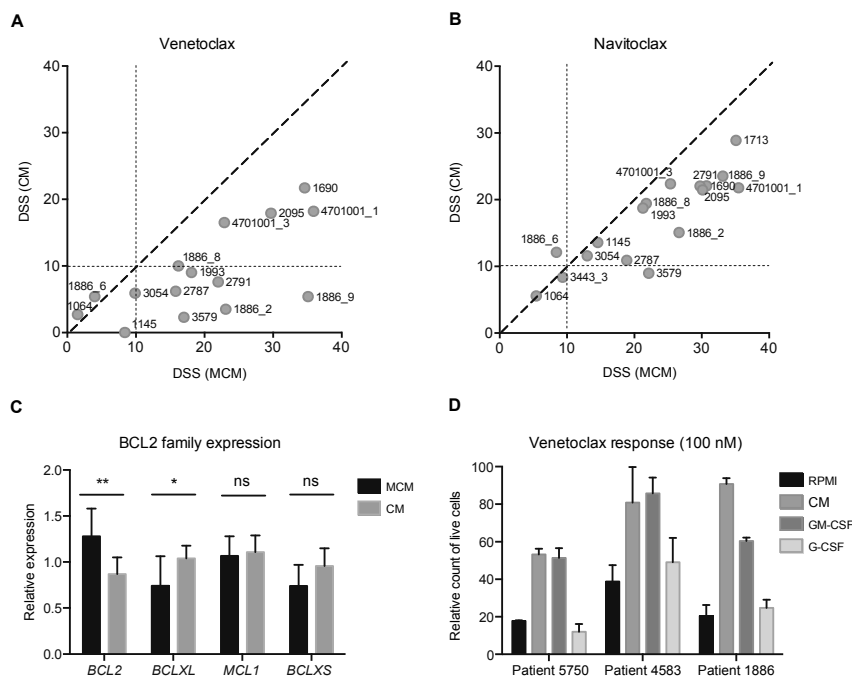 A
Venetoclax
DSS (CM)
40
30
20
10
0
1690
4701001_1
2095
4701001_3
1886_8
1993
2791
1886_6
3054
2787
1886_9
1064
1886_2
3579
1145
0
10
20
30
40
DSS (MCM)
B
Navitoclax
DSS (CM)
40
30
20
10
0
1713
4701001_3
2791
1886_9
1690
4701001_1
2095
1886_8
1993
1886_2
1886_6
1145
3054
2787
3443_3
3579
1064
0
10
20
30
40
DSS (MCM)
C
BCL2 family expression
Relative expression
2.0
1.5
1.0
0.5
0.0
**
*
ns
ns
MCM
CM
BCL2
BCLXL
MCL1
BCLXS
D
Venetoclax response (100 nM)
Relative count of live cells
100
80
60
40
20
0
RPMI
CM
GM-CSF
G-CSF
Patient 5750
Patient 4583
Patient 1886